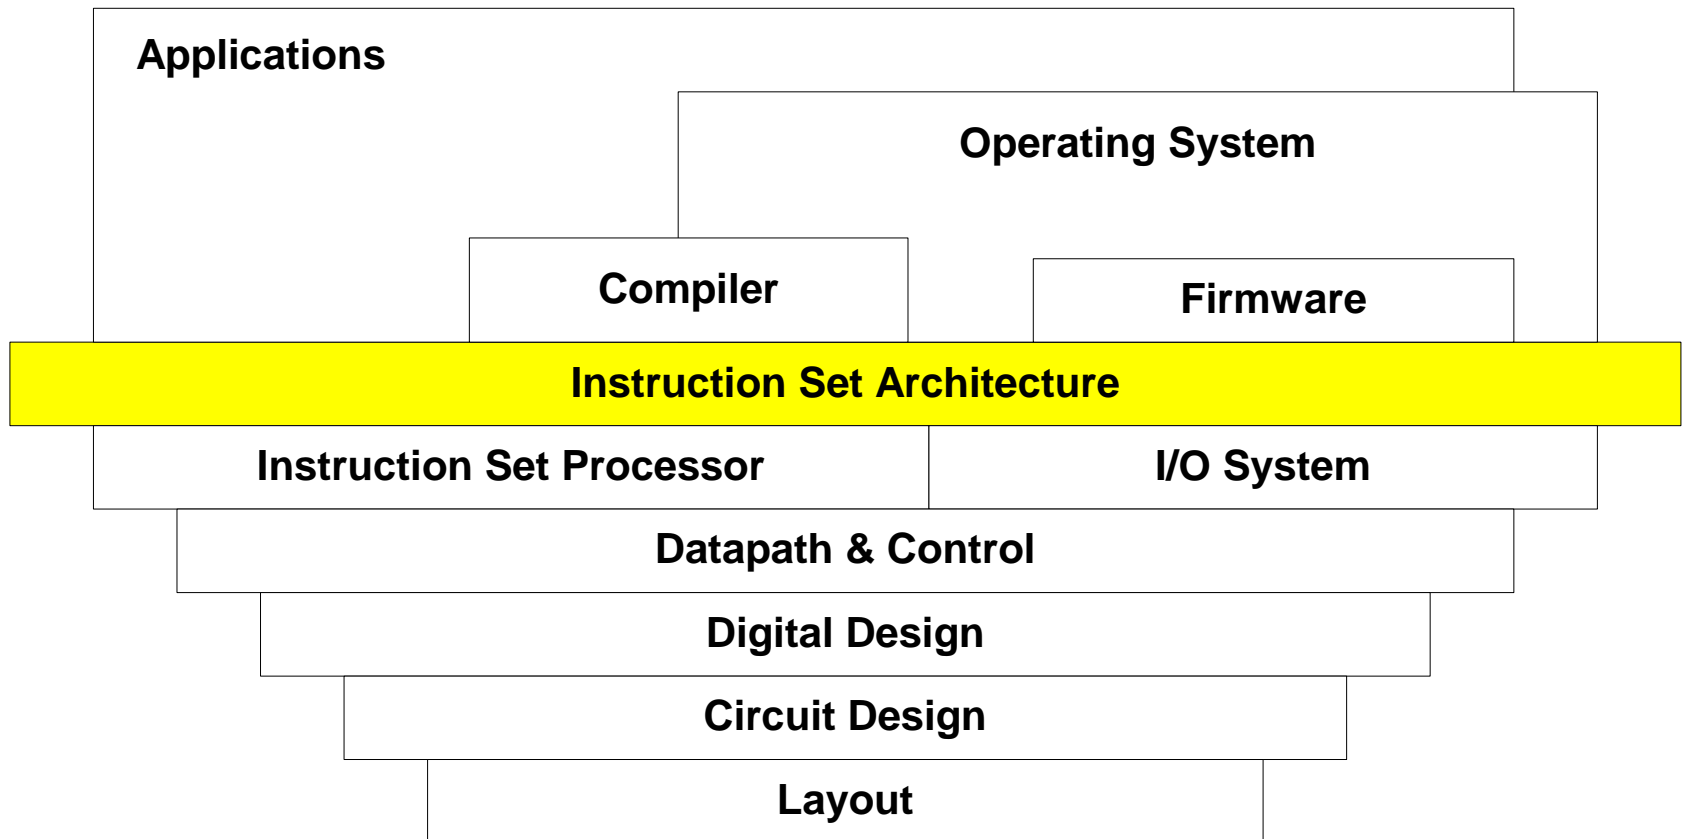 Applications
Operating System
Compiler
Firmware
Instruction Set Architecture
Instruction Set Processor
I/O System
Datapath & Control
Digital Design
Circuit Design
Layout